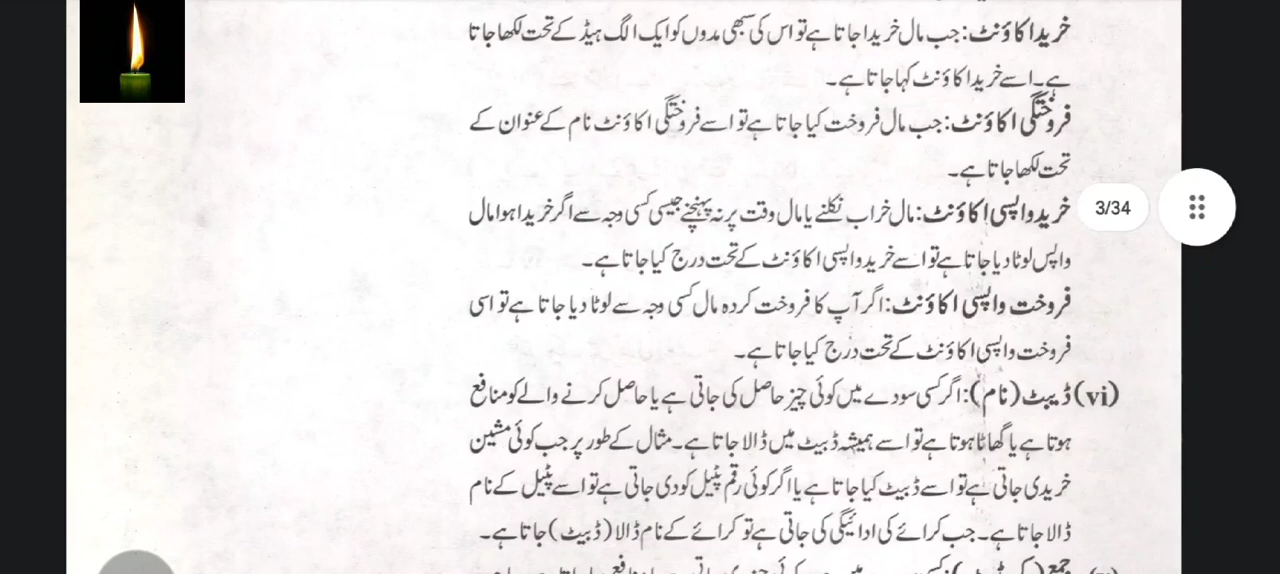 خریداکاؤنٹ: جب مال خریدا جاتا ہے تو اس کی سبھی مدوں کو ایک الگ ہیڈ کے تحت لکھا جاتا
ہے۔ اسے خریدا کاؤنٹ کہا جاتا ہے۔
فروختگی اکاؤنٹ: جب مال فروخت کیا جاتا ہے تو اسے فروختگی اکاؤنٹ نام کے عنوان کے
تحت لکھا جاتا ہے۔
خرید واپسی اکاؤنٹ: مال خراب نکلنے یا مال وقت پر نہ پہنچنے جیسی کسی وجہ سے اگر خریدا ہوا مال
3/34
واپس لوٹا دیا جاتا ہے تو اسے خرید واپسی اکاؤنٹ کے تحت درج کیا جاتا ہے۔
فروخت واپسی اکاؤنٹ: اگر آپ کا فروخت کردہ مال کسی وجہ سے لوٹا دیا جاتا ہے تو اسی
فروخت واپسی اکاؤنٹ کے تحت درج کیا جاتا ہے۔
(vi) ڈیبٹ (نام): اگر کسی سودے میں کوئی چیز حاصل کی جاتی ہے یا حاصل کرنے والے کو منافع
ہوتا ہے یا گھاٹا ہوتا ہے تو اسے ہمیشہ ڈبیٹ میں ڈالا جاتا ہے۔ مثال کے طور پر جب کوئی مشین
خریدی جاتی ہے تو اسے ڈبیٹ کیا جاتا ہے یا اگر کوئی رقم پٹیل کو دی جاتی ہے تو اسے پٹیل کے نام
ڈالا جاتا ہے۔ جب کرائے کی ادائیگی کی جاتی ہے تو کرائے کے نام ڈالا (ڈبیٹ) جاتا ہے۔